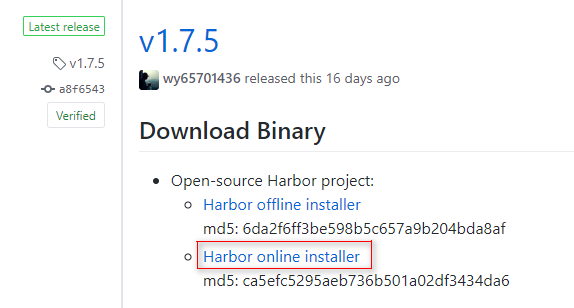 Latest release
v1.7.5
a8f6543
Verified
v1.7.5
wy65701436 released this 16 days ago
Download Binary
Open-source Harbor project:
Harbor offline installer
md5: 6da2f6ff3be598b5c657a9b204bda8af
Harbor online installer
md5: ca5efc5295aeb736b501a02df3434da6